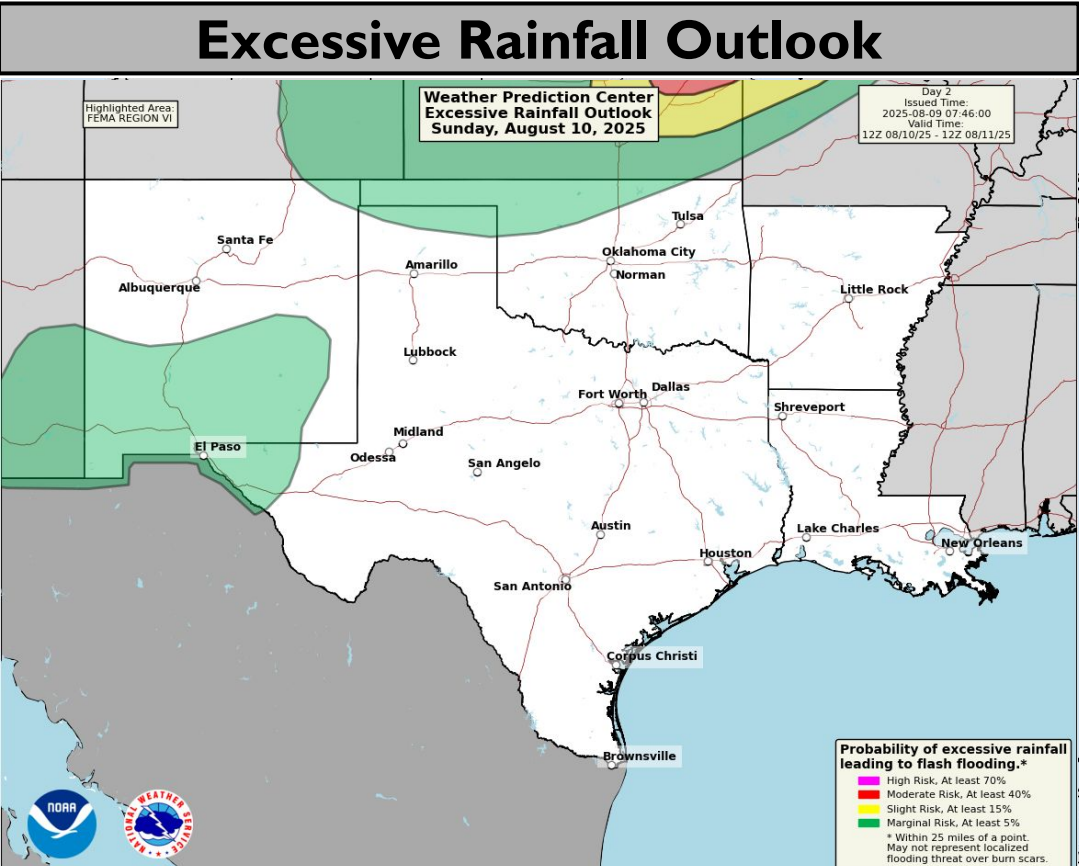 Excessive Rainfall Outlook
Highlighted Area:
FEMA REGION VI
Weather Prediction Center
Excessive Rainfall Outlook
Sunday, August 10, 2025
Day 2
Issued Time:
2025-08-09 07:46:00
Valid Time:
12Z 08/10/25 - 12Z 08/11/25
Tulsa
Santa Fe
Oklahoma City
Amarillo
Norman
Albuquerque
Little Rock
Lubbock
Fort Worth
Dallas
Shreveport
Midland
El Paso
Odessa
San Angelo
Austin
Lake Charles
New Orleans
Houston
San Antonio
Corpus Christi
Brownsville
Probability of excessive rainfall
leading to flash flooding.*
High Risk, At least 70%
Moderate Risk, At least 40%
Slight Risk, At least 15%
Marginal Risk, At least 5%
* Within 25 miles of a point.
May not represent localized
flooding threat over burn scars.
NOAA
NATIONAL WEATHER SERVICE